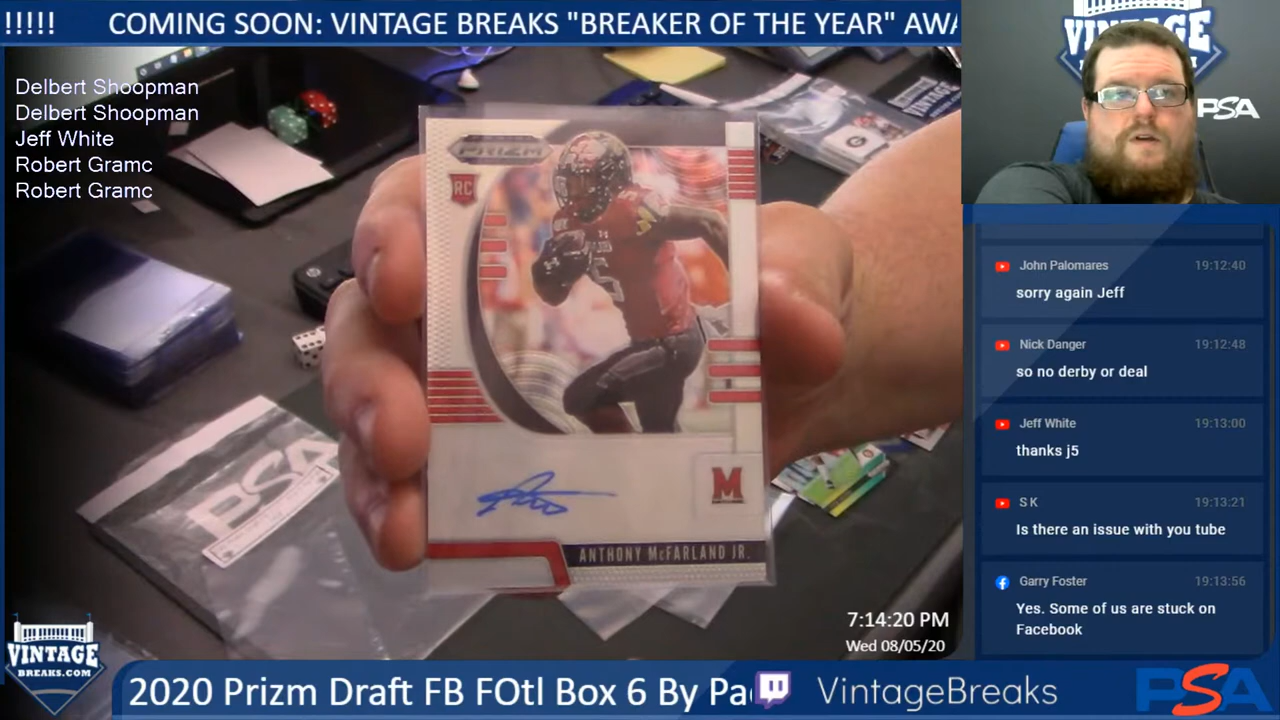 !!!!! COMING SOON: VINTAGE BREAKS "BREAKER OF THE YEAR" AWA
Delbert Shoopman
Delbert Shoopman
Jeff White
Robert Gramc
Robert Gramc
PRIZM
RC
M
ANTHONY McFARLAND JR.
PSA
VINTAGE
PSA
John Palomares 19:12:40
sorry again Jeff
Nick Danger 19:12:48
so no derby or deal
Jeff White 19:13:00
thanks j5
S K 19:13:21
Is there an issue with you tube
Garry Foster 19:13:56
Yes. Some of us are stuck on
Facebook
7:14:20 PM
Wed 08/05/20
VINTAGE
BREAKS.COM
2020 Prizm Draft FB FOtl Box 6 By Pa
VintageBreaks
PSA